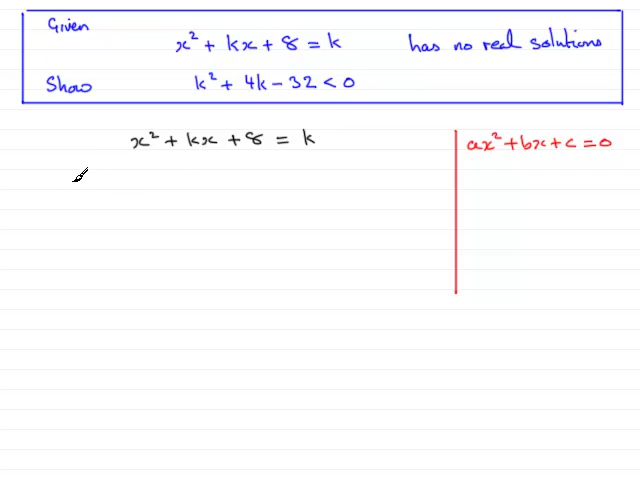 Given
x² + kx + 8 = k has no real solutions
Show k² + 4k - 32 < 0
x² + kx + 8 = k
ax² + bx + c = 0